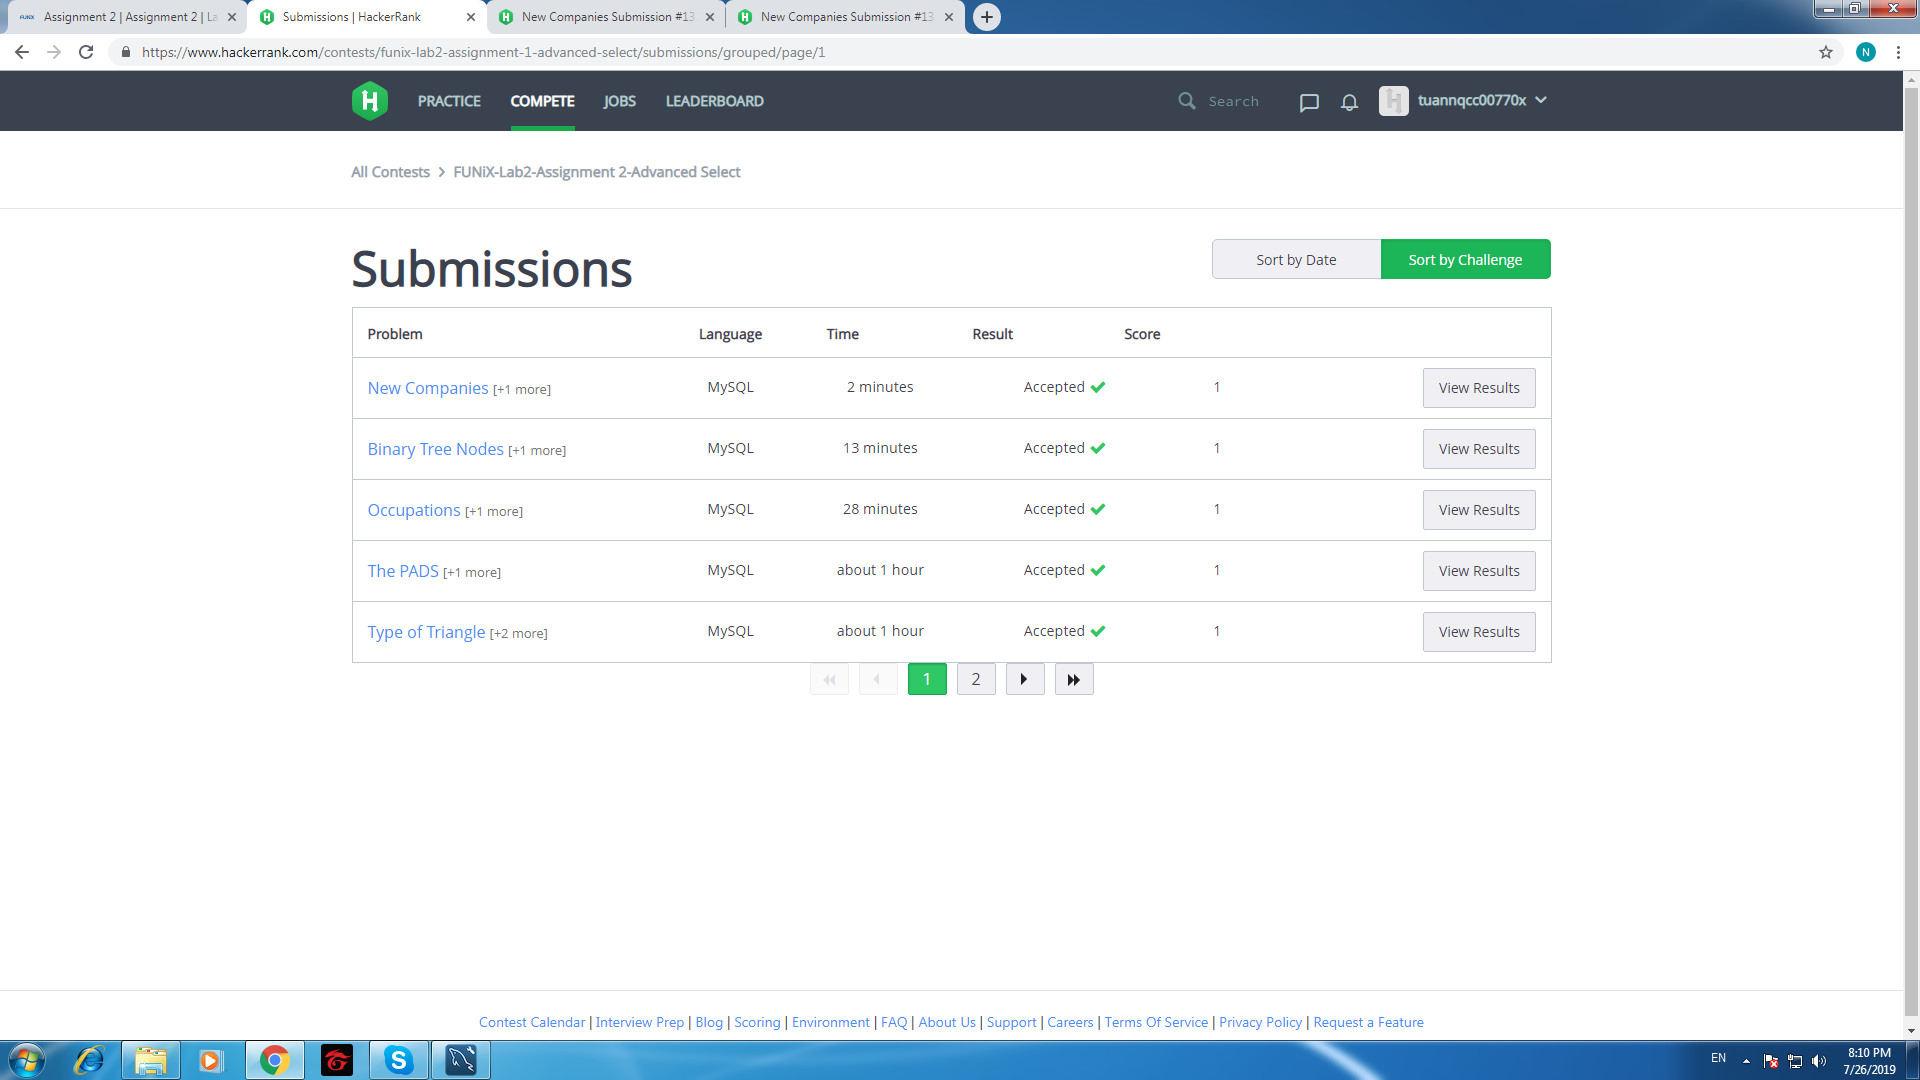 FUNiX Assignment 2 | Assignment 2 | La
Submissions | HackerRank
New Companies Submission #13
New Companies Submission #13
https://www.hackerrank.com/contests/funix-lab2-assignment-1-advanced-select/submissions/grouped/page/1
N
H PRACTICE COMPETE JOBS LEADERBOARD Search H tuannqcc00770x
All Contests > FUNiX-Lab2-Assignment 2-Advanced Select
Submissions
Sort by Date Sort by Challenge
Problem Language Time Result Score
New Companies [+1 more] MySQL 2 minutes Accepted 1 View Results
Binary Tree Nodes [+1 more] MySQL 13 minutes Accepted 1 View Results
Occupations [+1 more] MySQL 28 minutes Accepted 1 View Results
The PADS [+1 more] MySQL about 1 hour Accepted 1 View Results
Type of Triangle [+2 more] MySQL about 1 hour Accepted 1 View Results
1 2
Contest Calendar | Interview Prep | Blog | Scoring | Environment | FAQ | About Us | Support | Careers | Terms Of Service | Privacy Policy | Request a Feature
EN
8:10 PM
7/26/2019